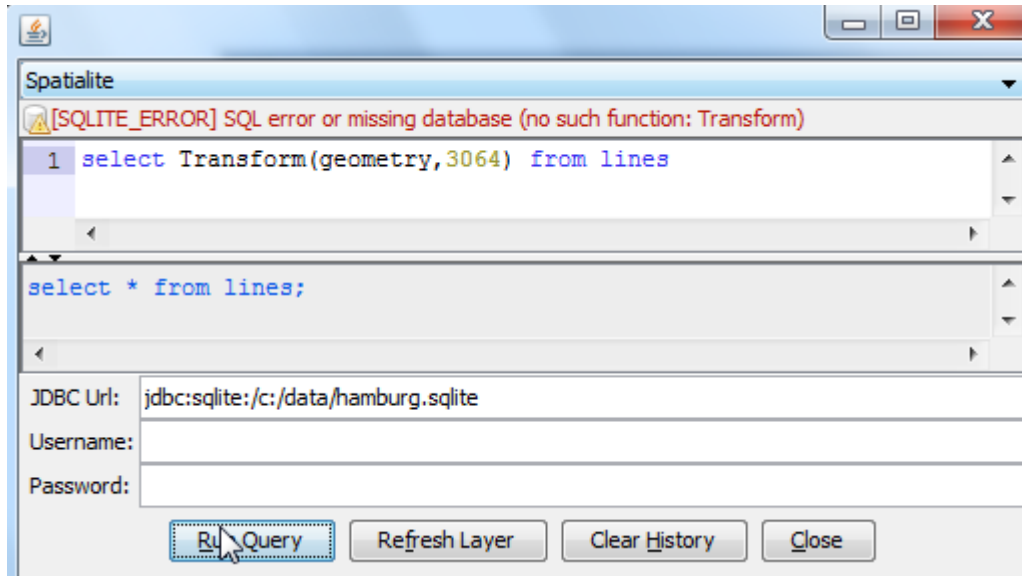 Spatialite
[SQLITE_ERROR] SQL error or missing database (no such function: Transform)
1 select Transform(geometry,3064) from lines
select * from lines;
JDBC Url: jdbc:sqlite:/c:/data/hamburg.sqlite
Username:
Password:
Run Query Refresh Layer Clear History Close